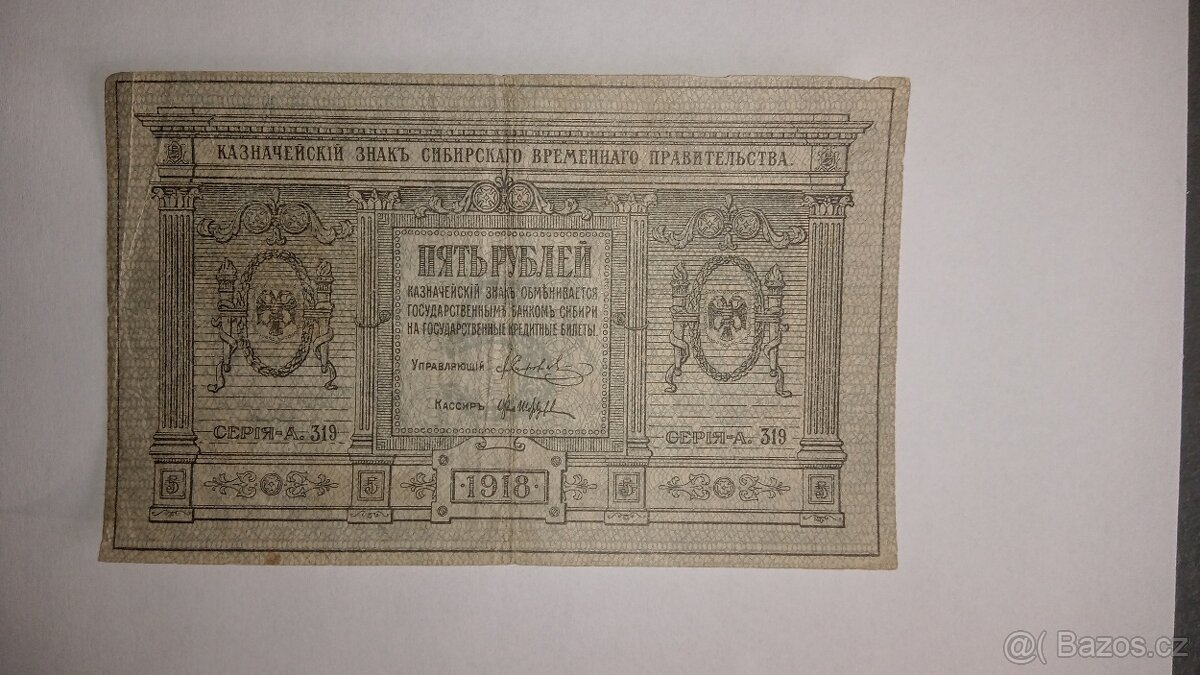 КАЗНАЧЕЙСКІЙ ЗНАКЪ СИБИРСКАГО ВРЕМЕННАГО ПРАВИТЕЛЬСТВА.
ПЯТЬ РУБЛЕЙ
КАЗНАЧЕЙСКІЙ ЗНАКЪ ОБМѢНИВАЕТСЯ
ГОСУДАРСТВЕННЫМЪ БАНКОМЪ СИБИРИ
НА ГОСУДАРСТВЕННЫЕ КРЕДИТНЫЕ БИЛЕТЫ.
УПРАВЛЯЮЩІЙ
КАССИРЪ
СЕРІЯ-А. 319
СЕРІЯ-А. 319
5
5
·1918·
5
5
@( Bazos.cz